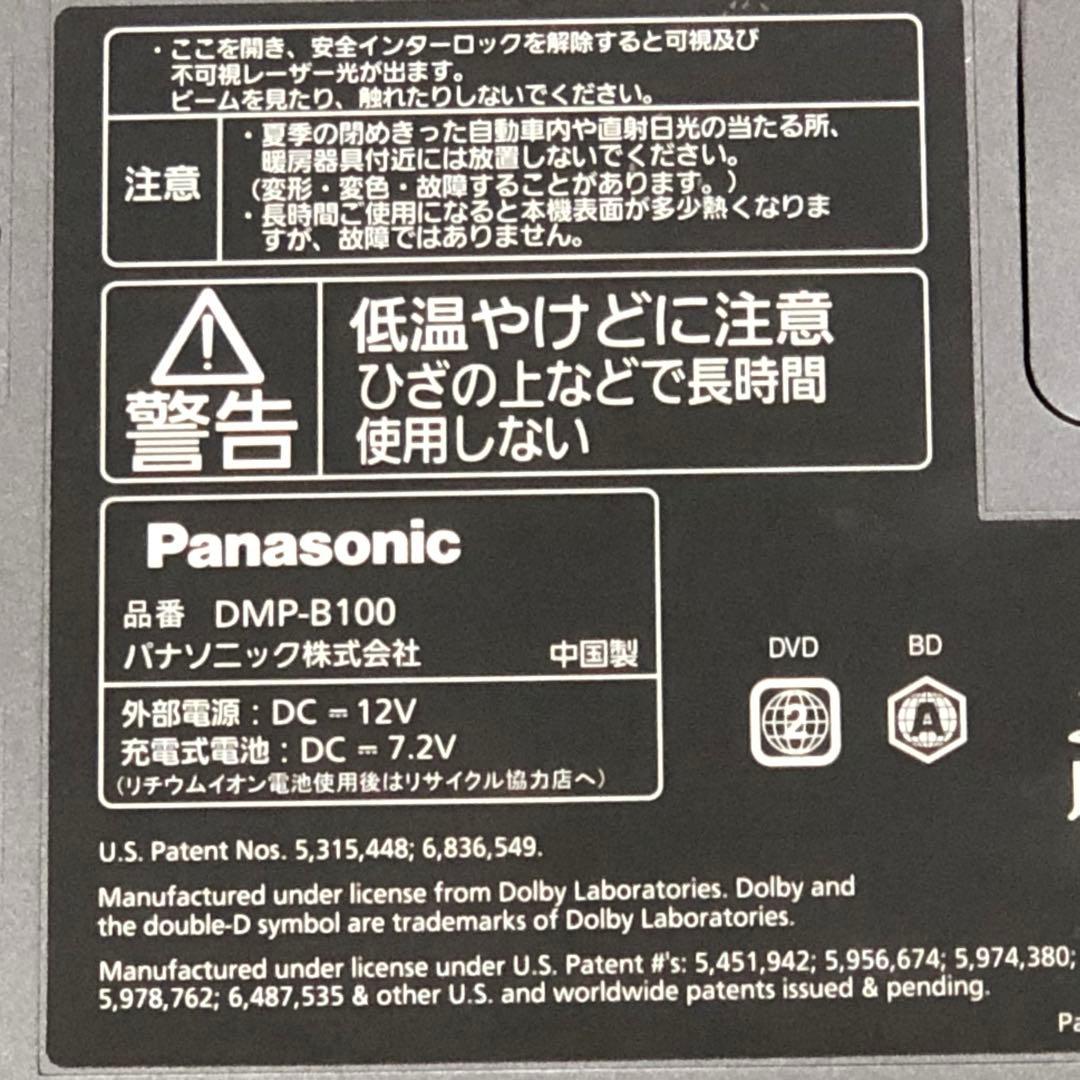 ・ここを開き、安全インターロックを解除すると可視及び
不可視レーザー光が出ます。
ビームを見たり、触れたりしないでください。
注意
・夏季の閉めきった自動車内や直射日光の当たる所、
暖房器具付近には放置しないでください。
（変形・変色・故障することがあります。）
・長時間ご使用になると本機表面が多少熱くなりま
すが、故障ではありません。
警告
低温やけどに注意
ひざの上などで長時間
使用しない
Panasonic
品番 DMP-B100
パナソニック株式会社 中国製
外部電源：DC ⎓ 12V
充電式電池：DC ⎓ 7.2V
（リチウムイオン電池使用後はリサイクル協力店へ）
DVD
2
BD
A
U.S. Patent Nos. 5,315,448; 6,836,549.
Manufactured under license from Dolby Laboratories. Dolby and
the double-D symbol are trademarks of Dolby Laboratories.
Manufactured under license under U.S. Patent #'s: 5,451,942; 5,956,674; 5,974,380;
5,978,762; 6,487,535 & other U.S. and worldwide patents issued & pending.